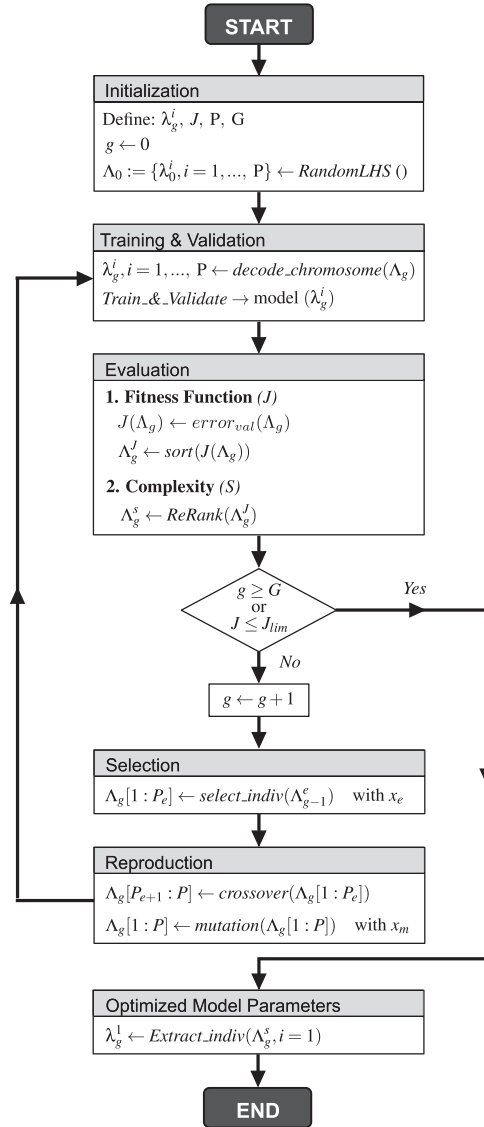 START
Initialization
Define: λ_g^i, J, P, G
g ← 0
Λ_0 := {λ_0^i, i = 1, ..., P} ← RandomLHS ()
Training & Validation
λ_g^i, i = 1, ..., P ← decode_chromosome(Λ_g)
Train_&_Validate → model (λ_g^i)
Evaluation
1. Fitness Function (J)
J(Λ_g) ← error_val(Λ_g)
Λ_g^J ← sort(J(Λ_g))
2. Complexity (S)
Λ_g^s ← ReRank(Λ_g^J)
g ≥ G
or
J ≤ J_lim
Yes
No
g ← g + 1
Selection
Λ_g[1 : P_e] ← select_indiv(Λ_{g-1}^e) with x_e
Reproduction
Λ_g[P_{e+1} : P] ← crossover(Λ_g[1 : P_e])
Λ_g[1 : P] ← mutation(Λ_g[1 : P]) with x_m
Optimized Model Parameters
λ_g^1 ← Extract_indiv(Λ_g^s, i = 1)
END